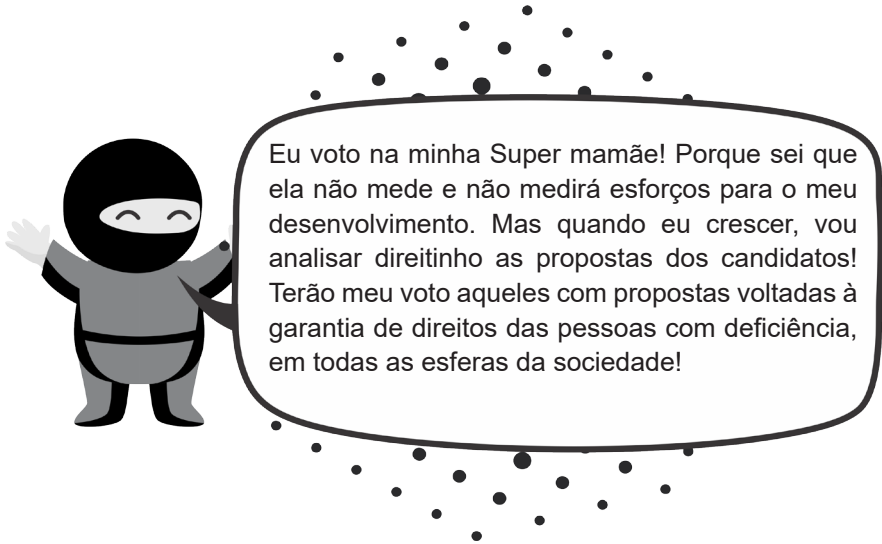 Eu voto na minha Super mamãe! Porque sei que
ela não mede e não medirá esforços para o meu
desenvolvimento. Mas quando eu crescer, vou
analisar direitinho as propostas dos candidatos!
Terão meu voto aqueles com propostas voltadas à
garantia de direitos das pessoas com deficiência,
em todas as esferas da sociedade!